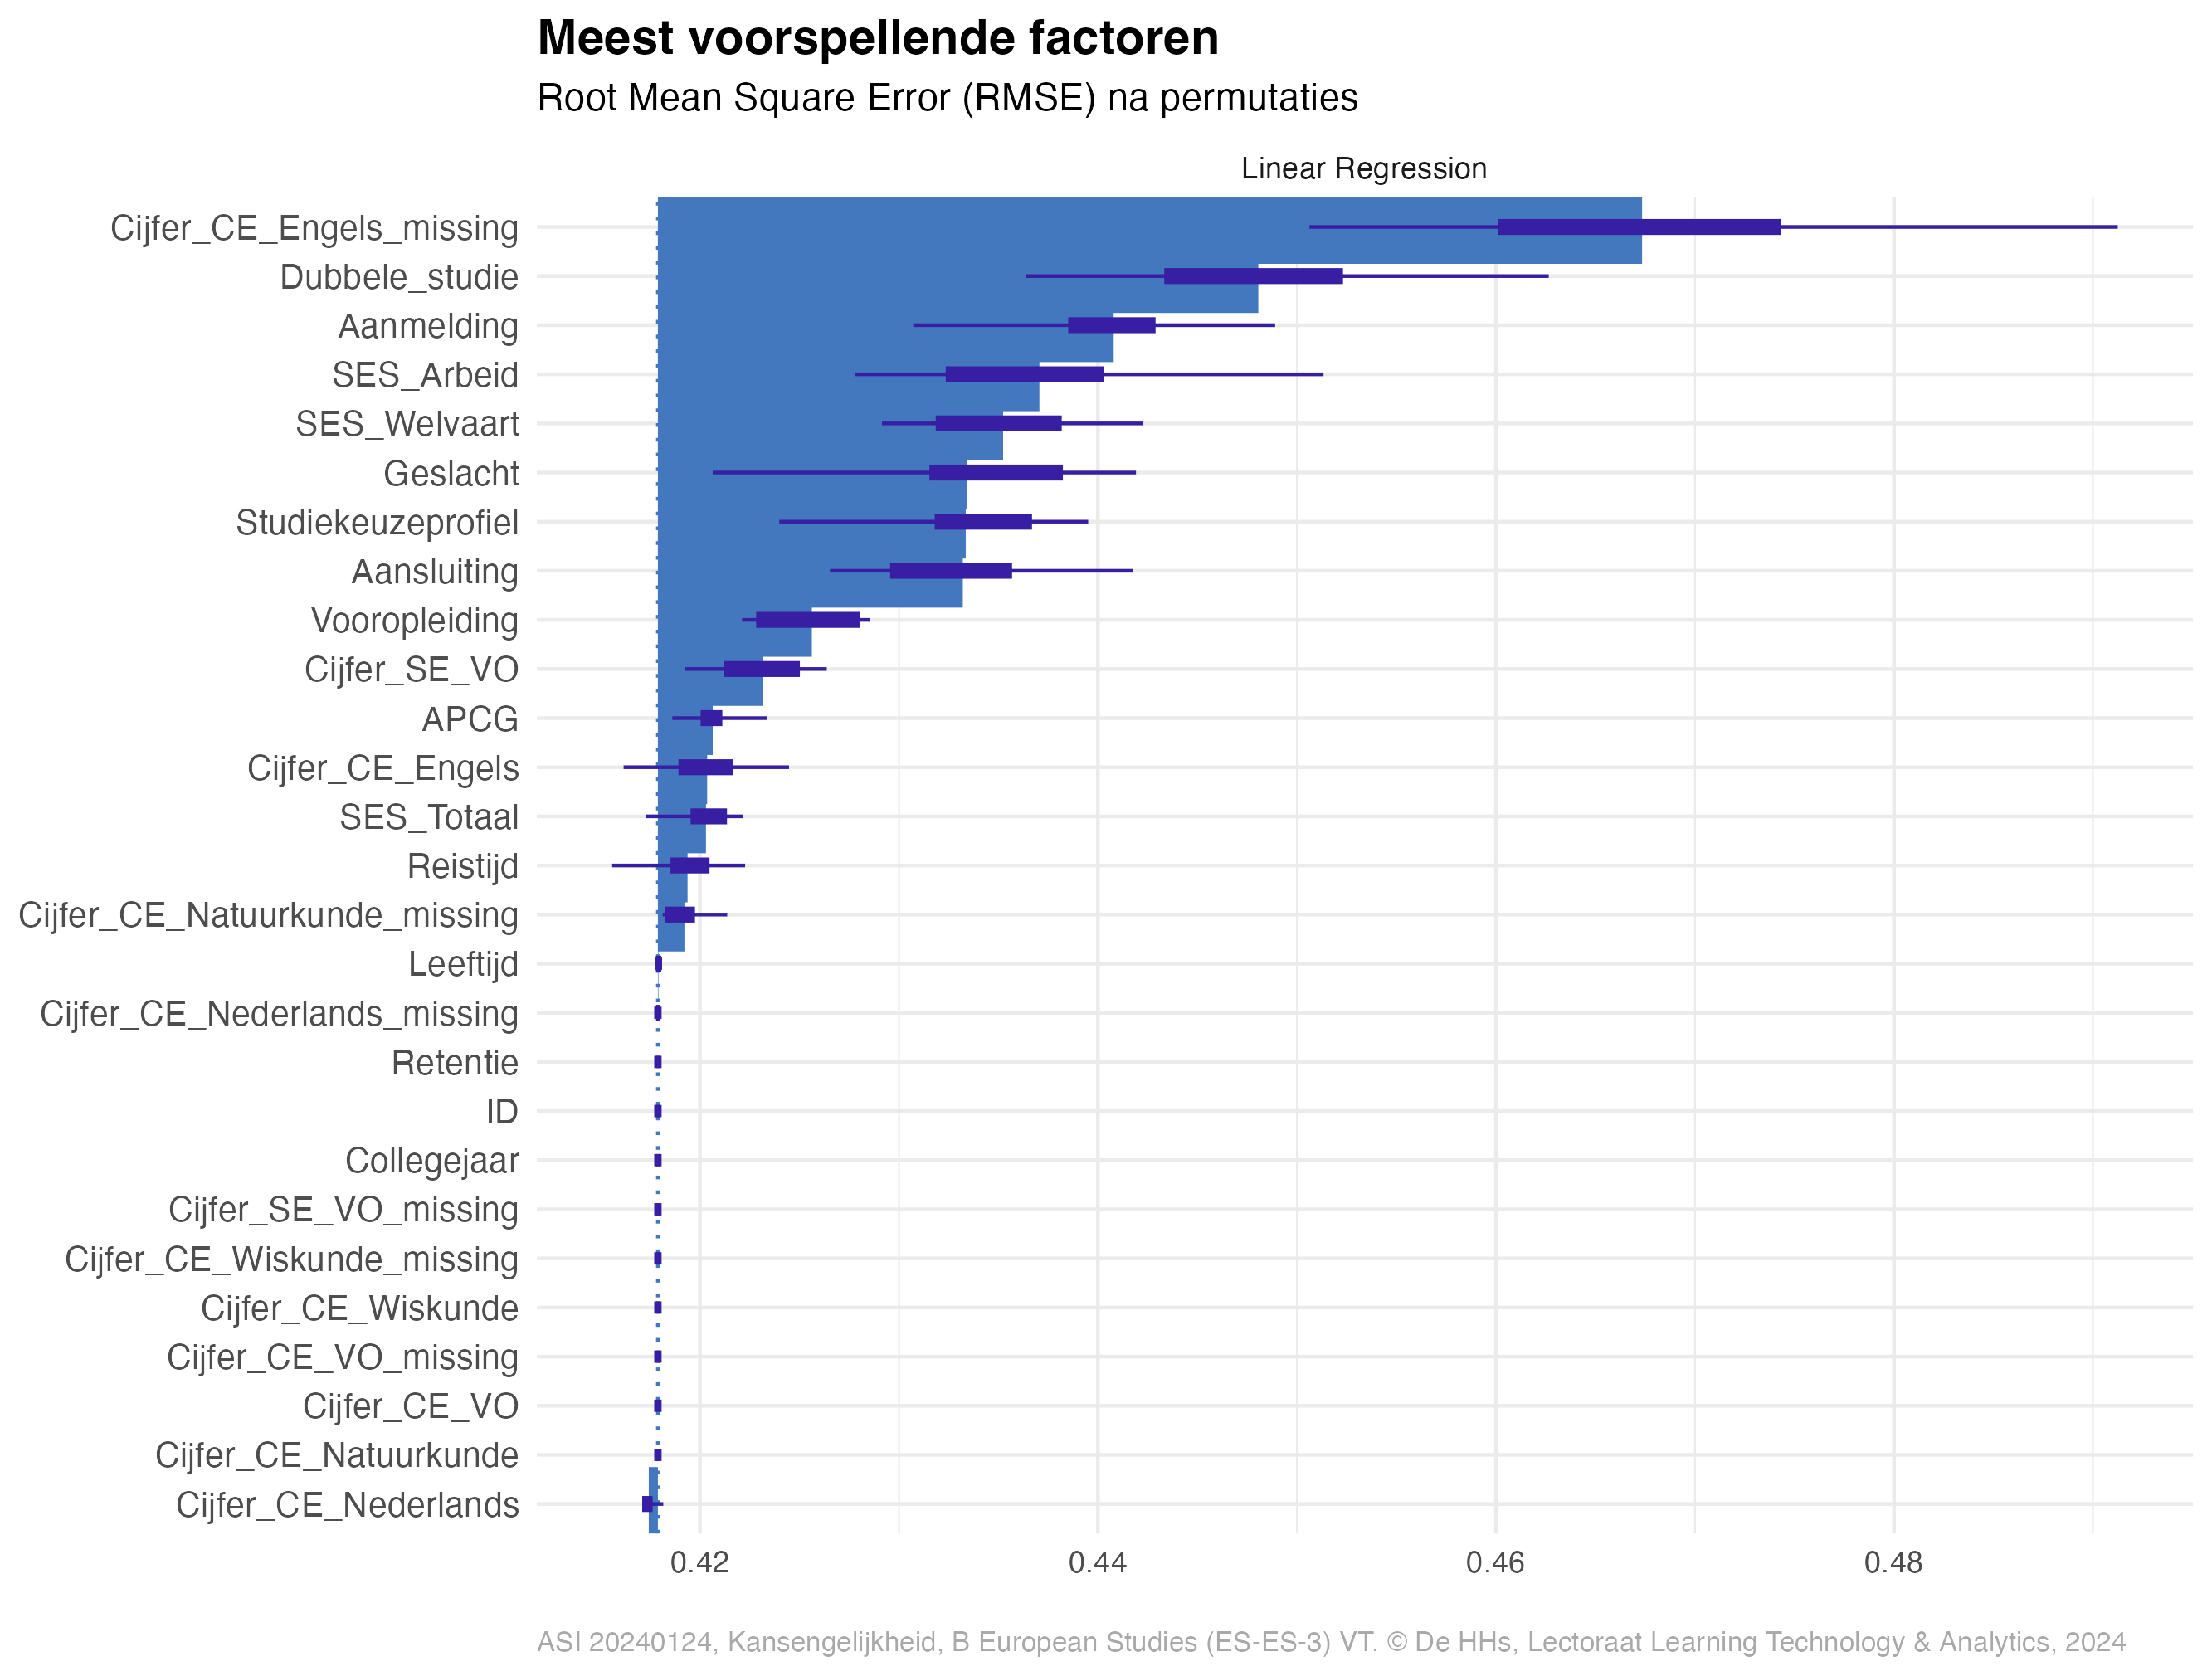 Meest voorspellende factoren
Root Mean Square Error (RMSE) na permutaties
Linear Regression
Cijfer_CE_Engels_missing
Dubbele_studie
Aanmelding
SES_Arbeid
SES_Welvaart
Geslacht
Studiekeuzeprofiel
Aansluiting
Vooropleiding
Cijfer_SE_VO
APCG
Cijfer_CE_Engels
SES_Totaal
Reistijd
Cijfer_CE_Natuurkunde_missing
Leeftijd
Cijfer_CE_Nederlands_missing
Retentie
ID
Collegejaar
Cijfer_SE_VO_missing
Cijfer_CE_Wiskunde_missing
Cijfer_CE_Wiskunde
Cijfer_CE_VO_missing
Cijfer_CE_VO
Cijfer_CE_Natuurkunde
Cijfer_CE_Nederlands
0.42 0.44 0.46 0.48
ASI 20240124, Kansengelijkheid, B European Studies (ES-ES-3) VT. © De HHs, Lectoraat Learning Technology & Analytics, 2024